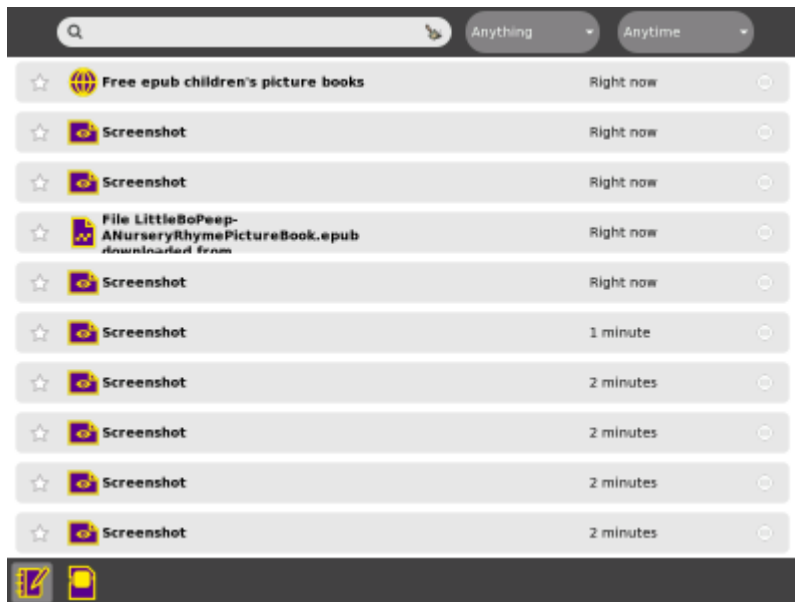 Anything
Anytime
Free epub children's picture books
Right now
Screenshot
Right now
Screenshot
Right now
File LittleBoPeep-
ANurseryRhymePictureBook.epub
downloaded from
Right now
Screenshot
Right now
Screenshot
1 minute
Screenshot
2 minutes
Screenshot
2 minutes
Screenshot
2 minutes
Screenshot
2 minutes